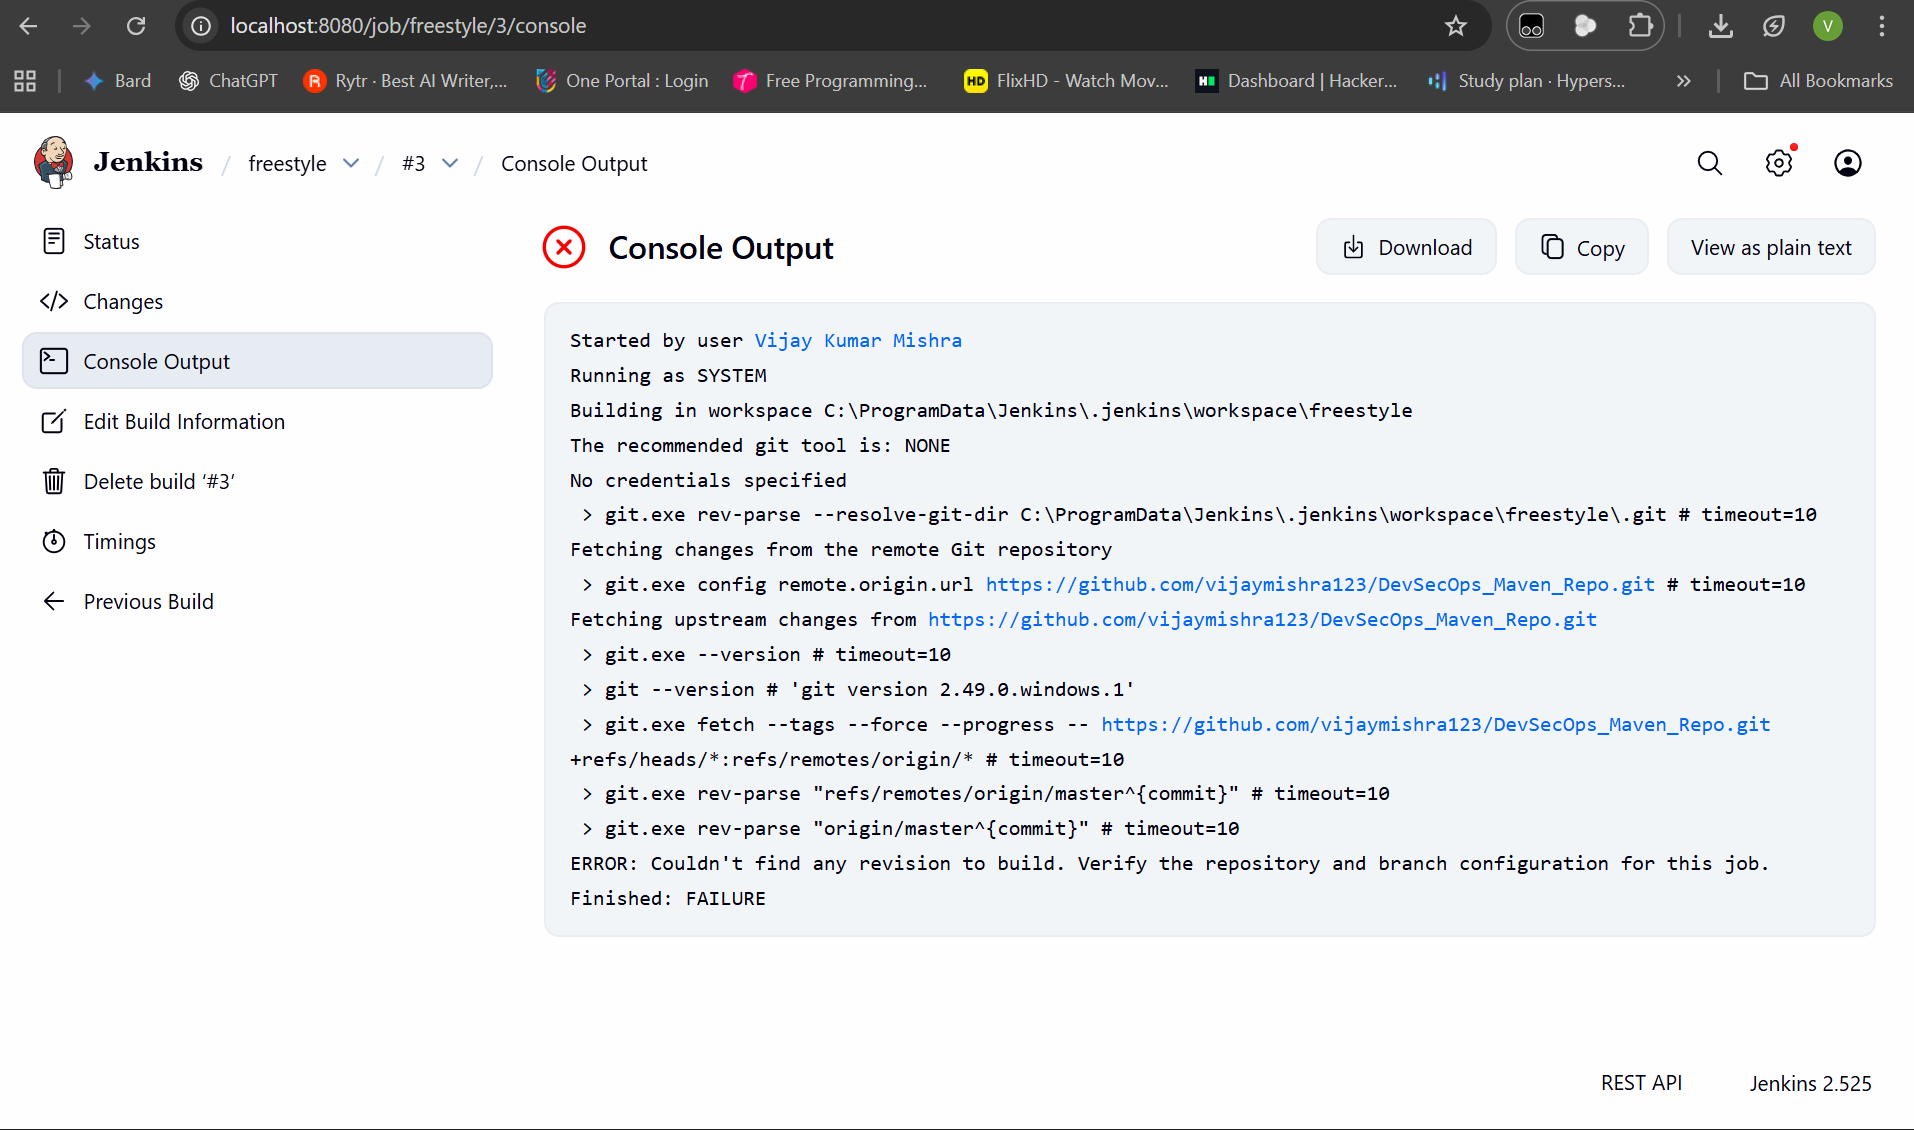 localhost:8080/job/freestyle/3/console
V
Bard
ChatGPT
R
Rytr · Best AI Writer,...
One Portal : Login
Free Programming...
HD
FlixHD - Watch Mov...
Dashboard | Hacker...
Study plan · Hypers...
All Bookmarks
Jenkins / freestyle / #3 / Console Output
Status
Changes
Console Output
Edit Build Information
Delete build ‘#3’
Timings
Previous Build
Console Output
Download
Copy
View as plain text
Started by user Vijay Kumar Mishra
Running as SYSTEM
Building in workspace C:\ProgramData\Jenkins\.jenkins\workspace\freestyle
The recommended git tool is: NONE
No credentials specified
 > git.exe rev-parse --resolve-git-dir C:\ProgramData\Jenkins\.jenkins\workspace\freestyle\.git # timeout=10
Fetching changes from the remote Git repository
 > git.exe config remote.origin.url https://github.com/vijaymishra123/DevSecOps_Maven_Repo.git # timeout=10
Fetching upstream changes from https://github.com/vijaymishra123/DevSecOps_Maven_Repo.git
 > git.exe --version # timeout=10
 > git --version # 'git version 2.49.0.windows.1'
 > git.exe fetch --tags --force --progress -- https://github.com/vijaymishra123/DevSecOps_Maven_Repo.git
+refs/heads/*:refs/remotes/origin/* # timeout=10
 > git.exe rev-parse "refs/remotes/origin/master^{commit}" # timeout=10
 > git.exe rev-parse "origin/master^{commit}" # timeout=10
ERROR: Couldn't find any revision to build. Verify the repository and branch configuration for this job.
Finished: FAILURE
REST API
Jenkins 2.525